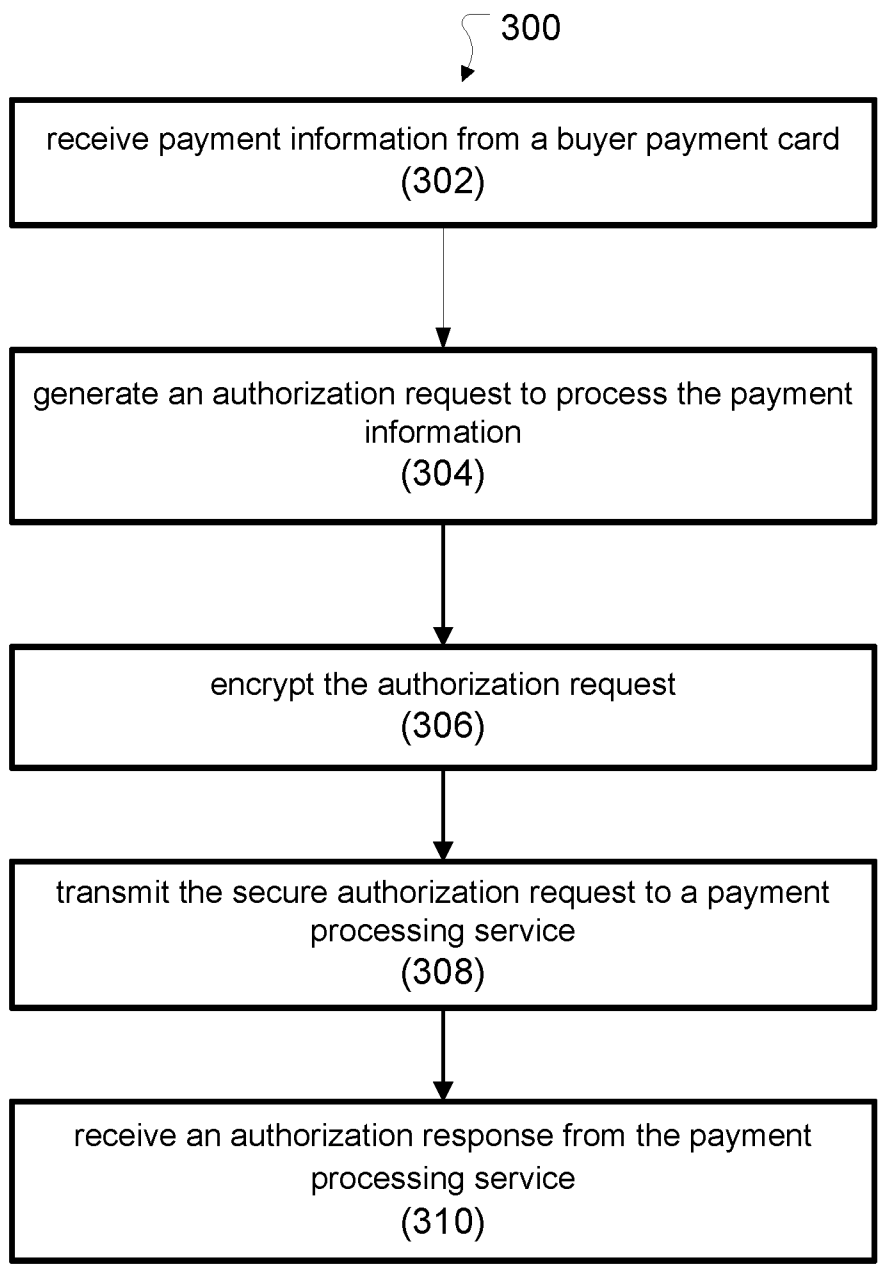 300
receive payment information from a buyer payment card
(302)
generate an authorization request to process the payment
information
(304)
encrypt the authorization request
(306)
transmit the secure authorization request to a payment
processing service
(308)
receive an authorization response from the payment
processing service
(310)